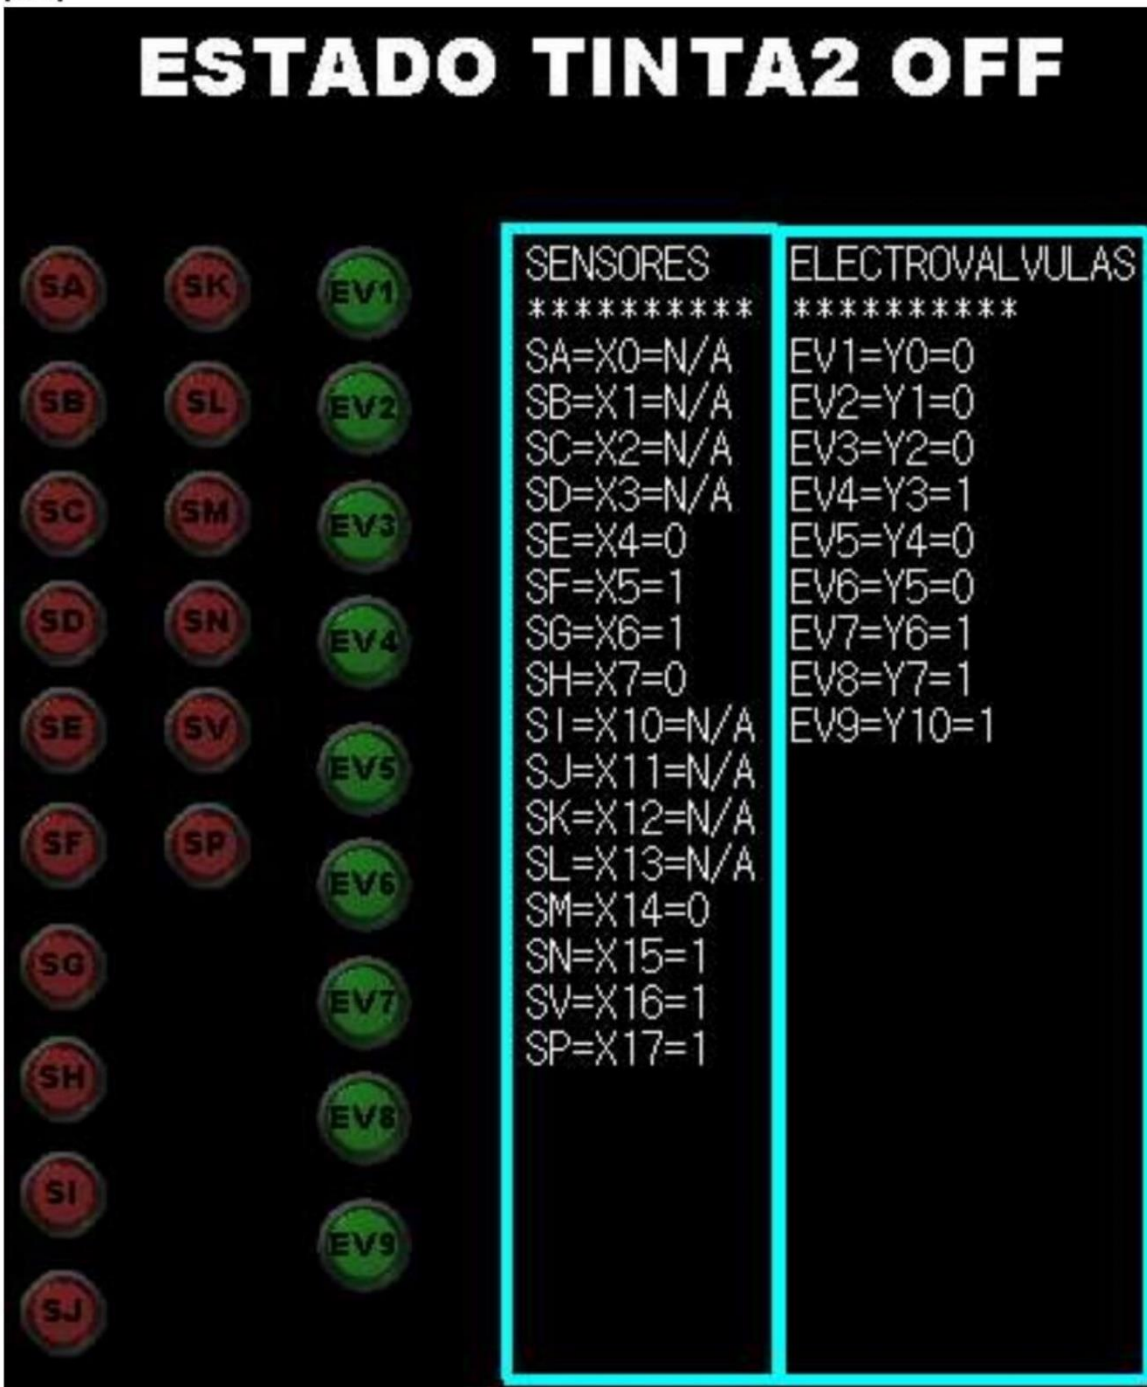 ESTADO TINTA2 OFF
SA SK EV1
SB SL EV2
SC SM EV3
SD SN EV4
SE SV EV5
SF SP EV6
SG EV7
SH EV8
SI EV9
SJ
SENSORES
**********
SA=X0=N/A
SB=X1=N/A
SC=X2=N/A
SD=X3=N/A
SE=X4=0
SF=X5=1
SG=X6=1
SH=X7=0
SI=X10=N/A
SJ=X11=N/A
SK=X12=N/A
SL=X13=N/A
SM=X14=0
SN=X15=1
SV=X16=1
SP=X17=1
ELECTROVALVULAS
**********
EV1=Y0=0
EV2=Y1=0
EV3=Y2=0
EV4=Y3=1
EV5=Y4=0
EV6=Y5=0
EV7=Y6=1
EV8=Y7=1
EV9=Y10=1